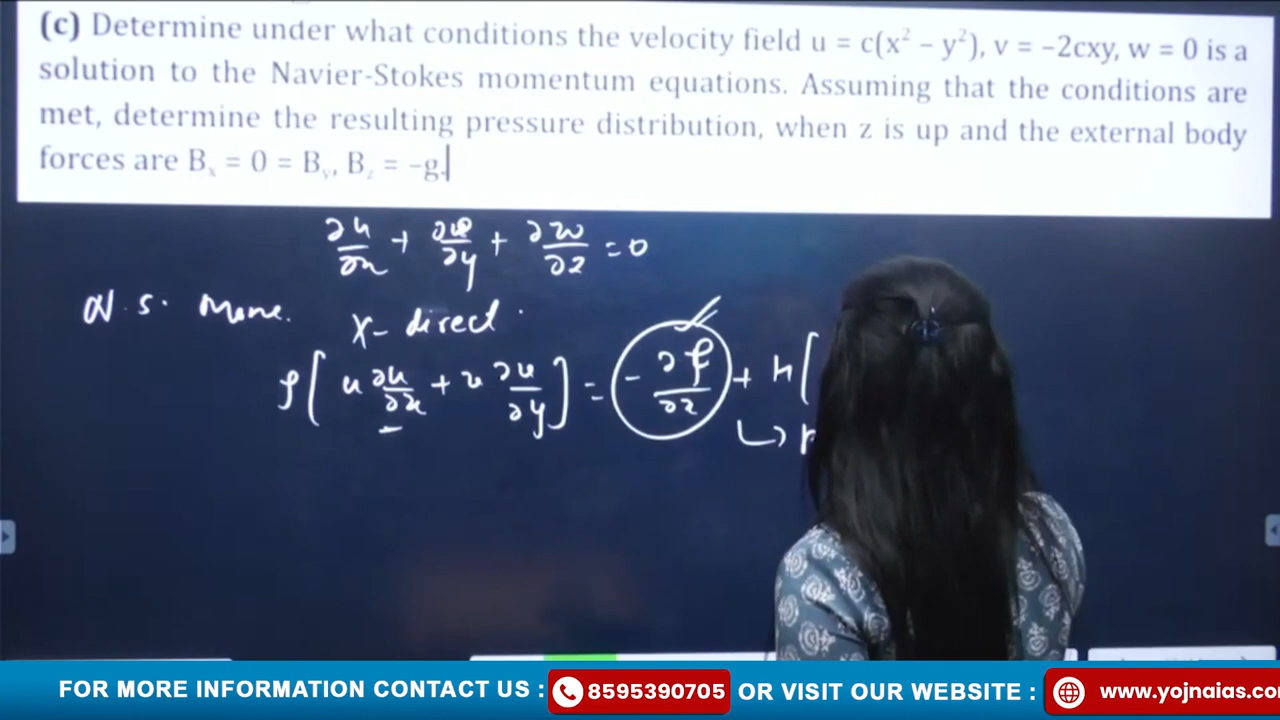 (c) Determine under what conditions the velocity field u = c(x² − y²), v = −2cxy, w = 0 is a
solution to the Navier-Stokes momentum equations. Assuming that the conditions are
met, determine the resulting pressure distribution, when z is up and the external body
forces are Bₓ = 0 = Bᵧ, B_z = −g.
∂u/∂x + ∂v/∂y + ∂w/∂z = 0
N.S. Mome. X- direct.
ρ[ u ∂u/∂x + v ∂u/∂y ] = - ∂p/∂x + μ[
FOR MORE INFORMATION CONTACT US : 8595390705 OR VISIT OUR WEBSITE : www.yojnaias.co